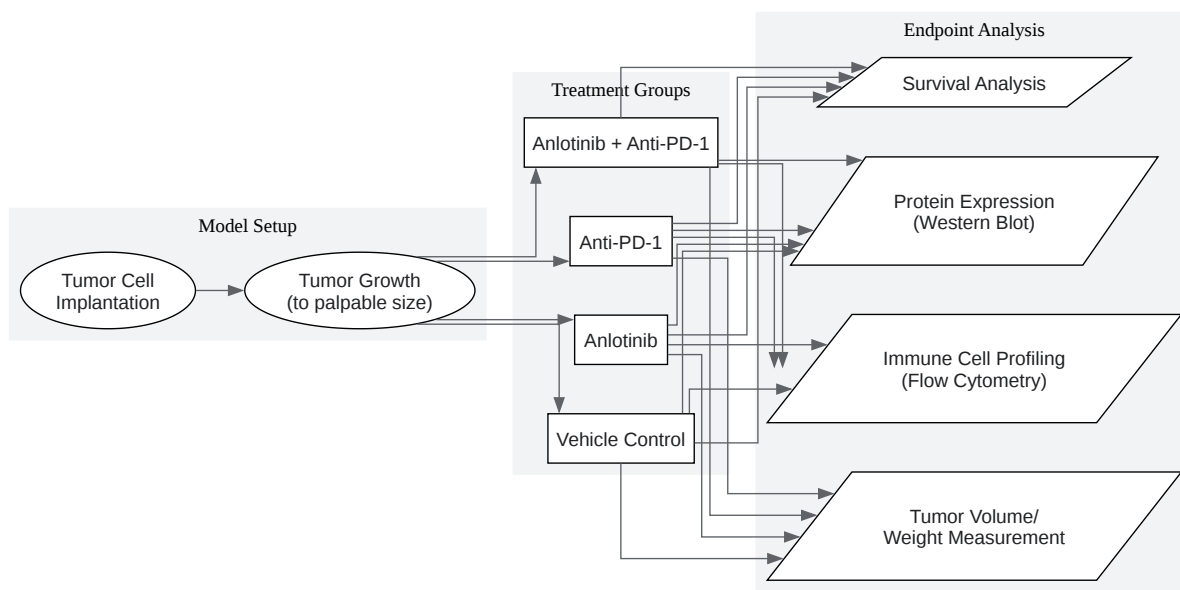 Model Setup
Tumor Cell
Implantation
Tumor Growth
(to palpable size)
Treatment Groups
Anlotinib + Anti-PD-1
Anti-PD-1
Anlotinib
Vehicle Control
Endpoint Analysis
Survival Analysis
Protein Expression
(Western Blot)
Immune Cell Profiling
(Flow Cytometry)
Tumor Volume/
Weight Measurement